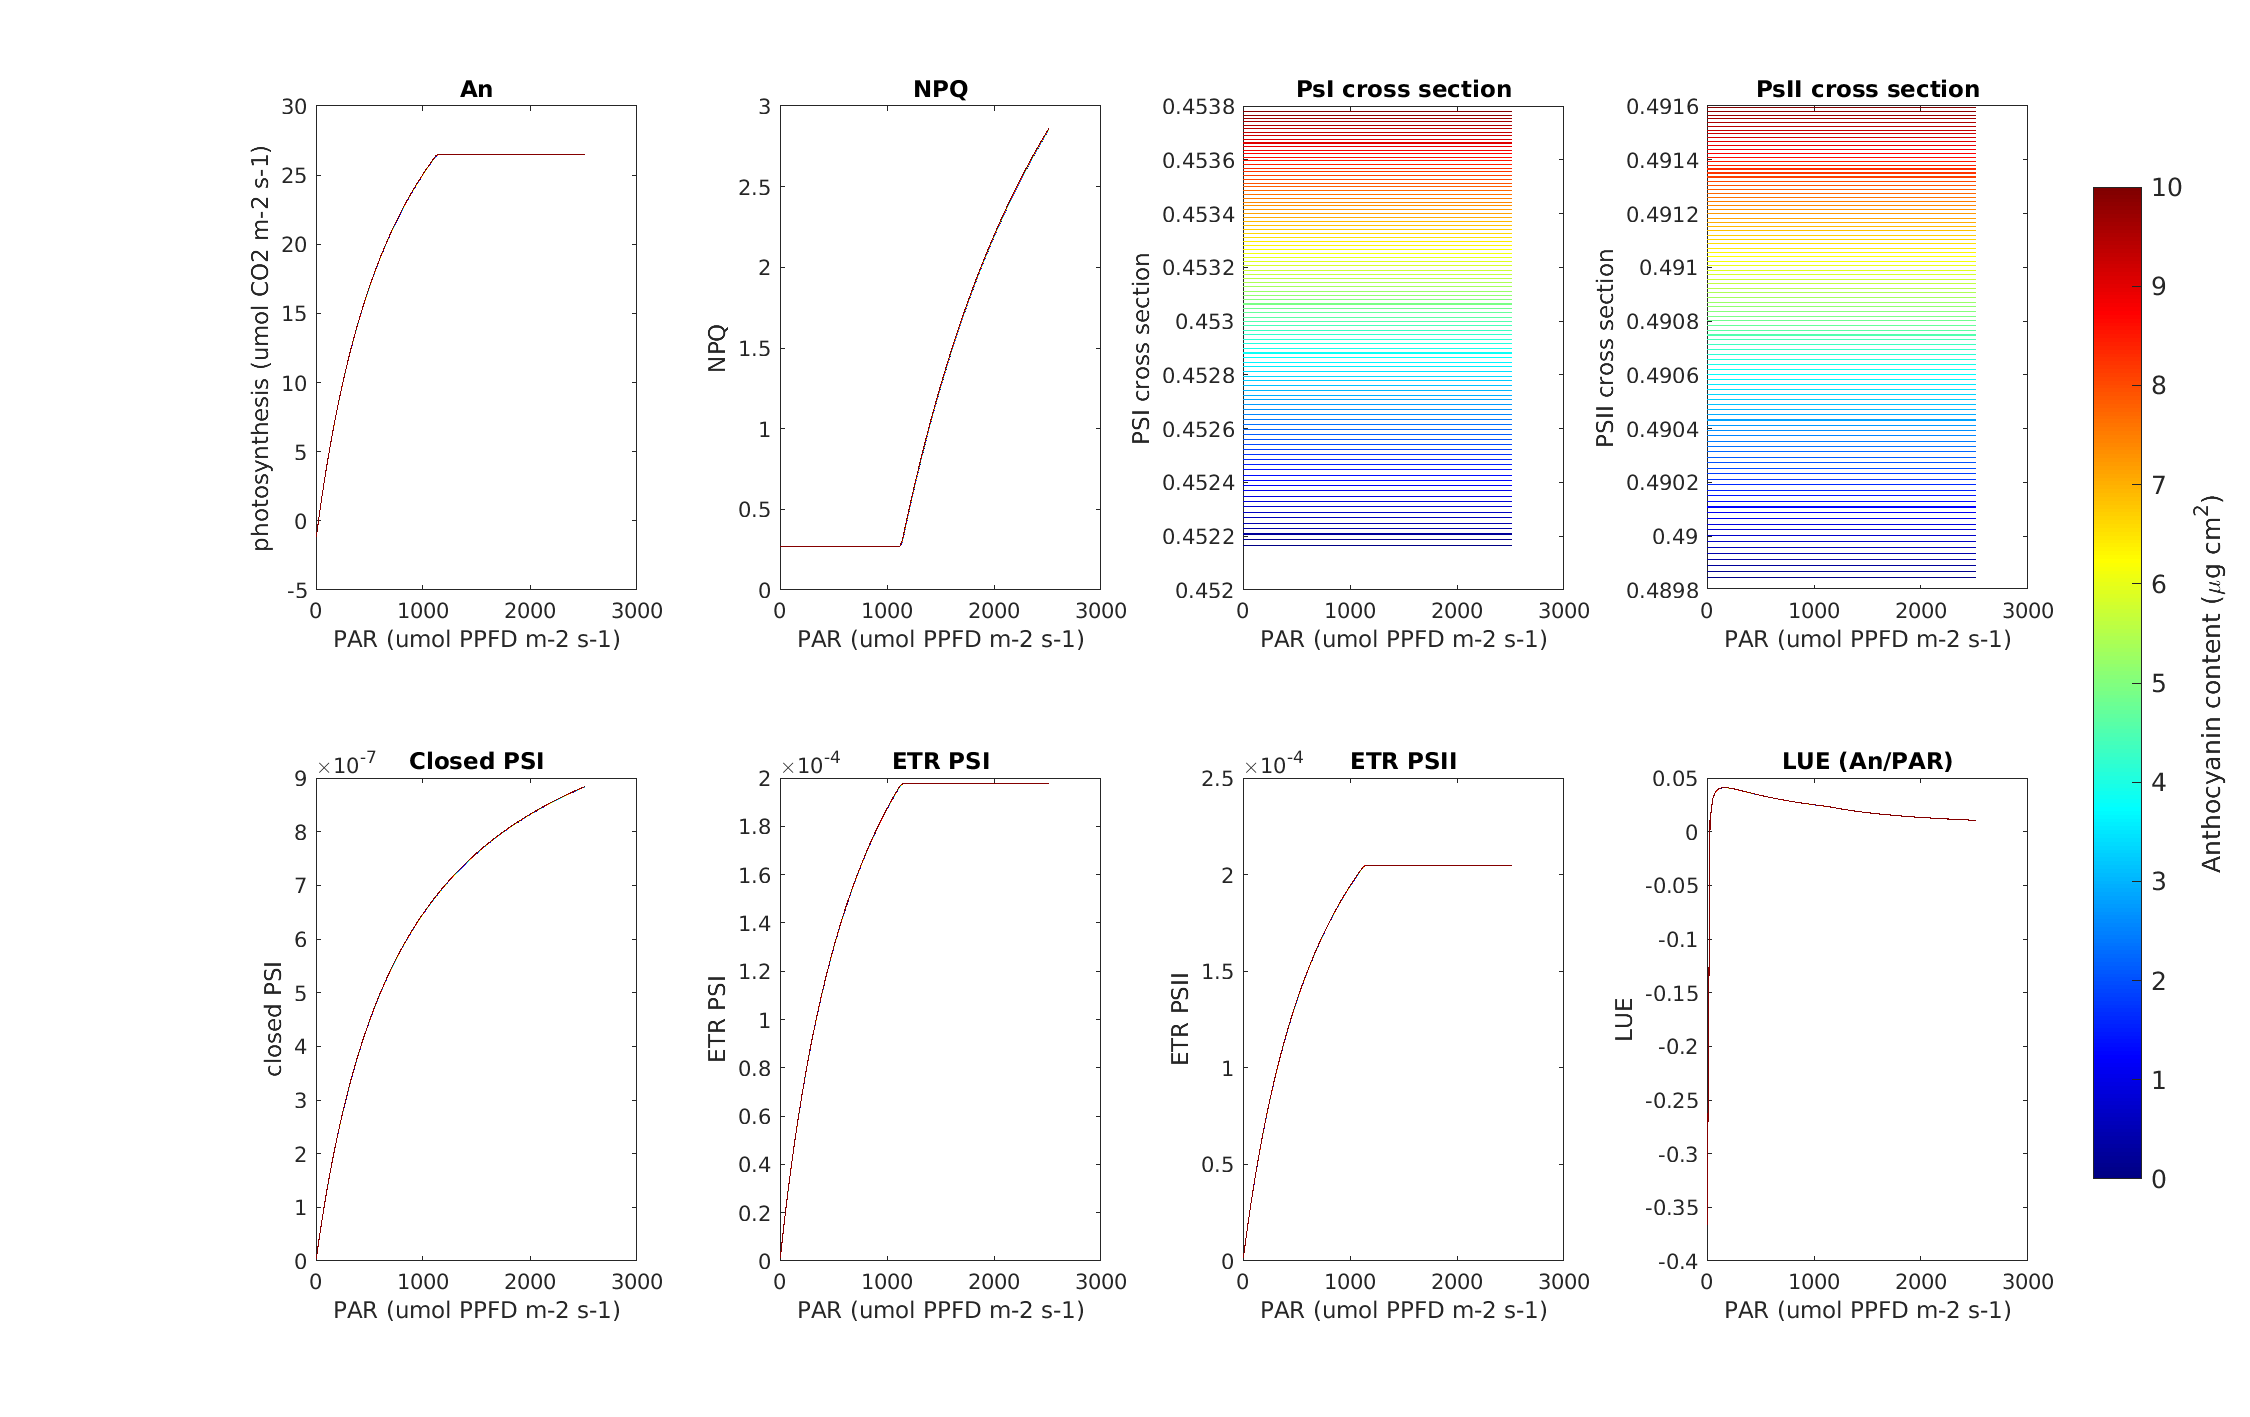 An
30
25
20
15
10
5
0
-5
photosynthesis (umol CO2 m-2 s-1)
0 1000 2000 3000
PAR (umol PPFD m-2 s-1)
NPQ
3
2.5
2
1.5
1
0.5
0
NPQ
0 1000 2000 3000
PAR (umol PPFD m-2 s-1)
PsI cross section
0.4538
0.4536
0.4534
0.4532
0.453
0.4528
0.4526
0.4524
0.4522
0.452
PSI cross section
0 1000 2000 3000
PAR (umol PPFD m-2 s-1)
PsII cross section
0.4916
0.4914
0.4912
0.491
0.4908
0.4906
0.4904
0.4902
0.49
0.4898
PSII cross section
0 1000 2000 3000
PAR (umol PPFD m-2 s-1)
Closed PSI
×10-7
9
8
7
6
5
4
3
2
1
0
closed PSI
0 1000 2000 3000
PAR (umol PPFD m-2 s-1)
ETR PSI
×10-4
2
1.8
1.6
1.4
1.2
1
0.8
0.6
0.4
0.2
0
ETR PSI
0 1000 2000 3000
PAR (umol PPFD m-2 s-1)
ETR PSII
×10-4
2.5
2
1.5
1
0.5
0
ETR PSII
0 1000 2000 3000
PAR (umol PPFD m-2 s-1)
LUE (An/PAR)
0.05
0
-0.05
-0.1
-0.15
-0.2
-0.25
-0.3
-0.35
-0.4
LUE
0 1000 2000 3000
PAR (umol PPFD m-2 s-1)
10
9
8
7
6
5
4
3
2
1
0
Anthocyanin content (μg cm2)